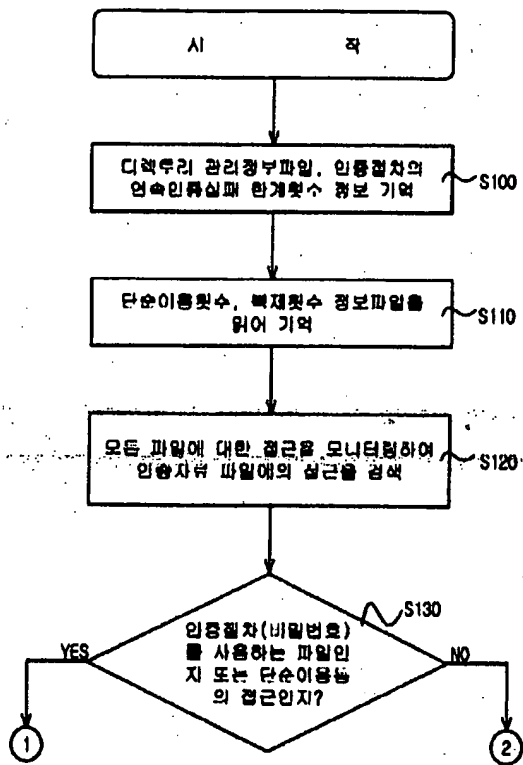 시 작
디렉토리 관리정부파일, 인증절차의
연속인증실패 한계횟수 정보 기억
S100
단순이용횟수, 복제횟수 정보파일을
읽어 기억
S110
모든 파일에 대한 접근을 모니터링하여
인증자뷰 파일에의 접근을 검색
S120
S130
인증절차(비밀번호)
를 사용하는 파일인
지 또는 단순이용등
의 접근인지?
YES
NO
1
2